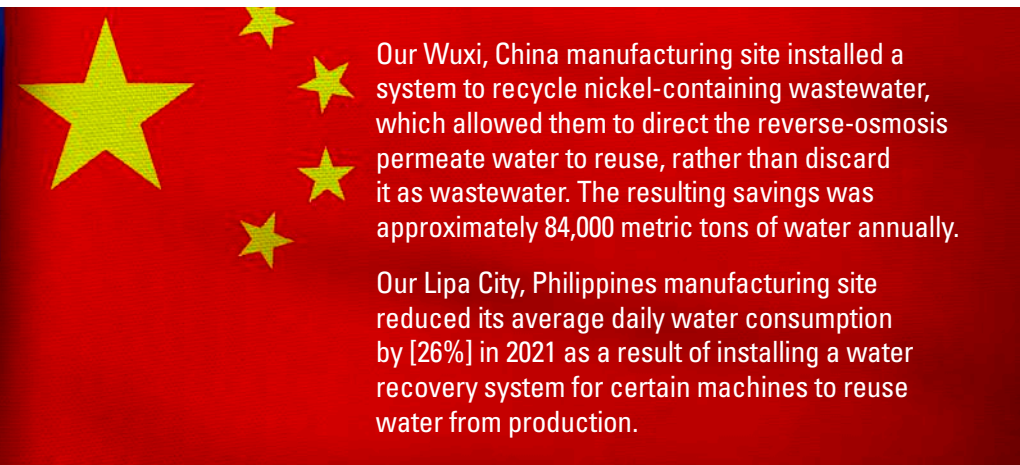 Our Wuxi, China manufacturing site installed a
system to recycle nickel-containing wastewater,
which allowed them to direct the reverse-osmosis
permeate water to reuse, rather than discard
it as wastewater. The resulting savings was
approximately 84,000 metric tons of water annually.
Our Lipa City, Philippines manufacturing site
reduced its average daily water consumption
by [26%] in 2021 as a result of installing a water
recovery system for certain machines to reuse
water from production.